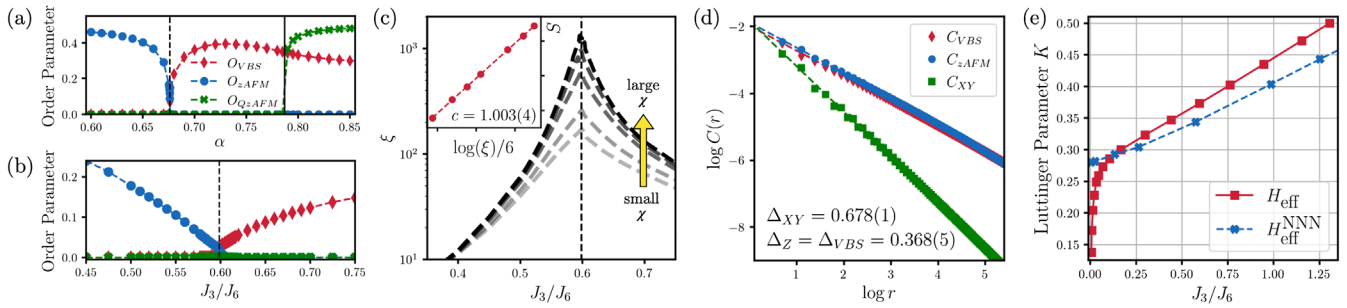 (a)
Order Parameter
0.4
0.2
0.0
O_VBS
O_zAFM
O_QzAFM
0.60 0.65 0.70 0.75 0.80 0.85
α
(b)
Order Parameter
0.2
0.1
0.0
0.45 0.50 0.55 0.60 0.65 0.70 0.75
J_3/J_6
(c)
10^3
10^2
10^1
ξ
S
c = 1.003(4)
log(ξ)/6
large
χ
small
χ
0.4 0.5 0.6 0.7
J_3/J_6
(d)
−2
−4
−6
−8
log C(r)
C_VBS
C_zAFM
C_XY
Δ_XY = 0.678(1)
Δ_Z = Δ_VBS = 0.368(5)
1 2 3 4 5
log r
(e)
Luttinger Parameter K
0.50
0.45
0.40
0.35
0.30
0.25
0.20
0.15
H_eff
H_eff^NNN
0.00 0.25 0.50 0.75 1.00 1.25
J_3/J_6